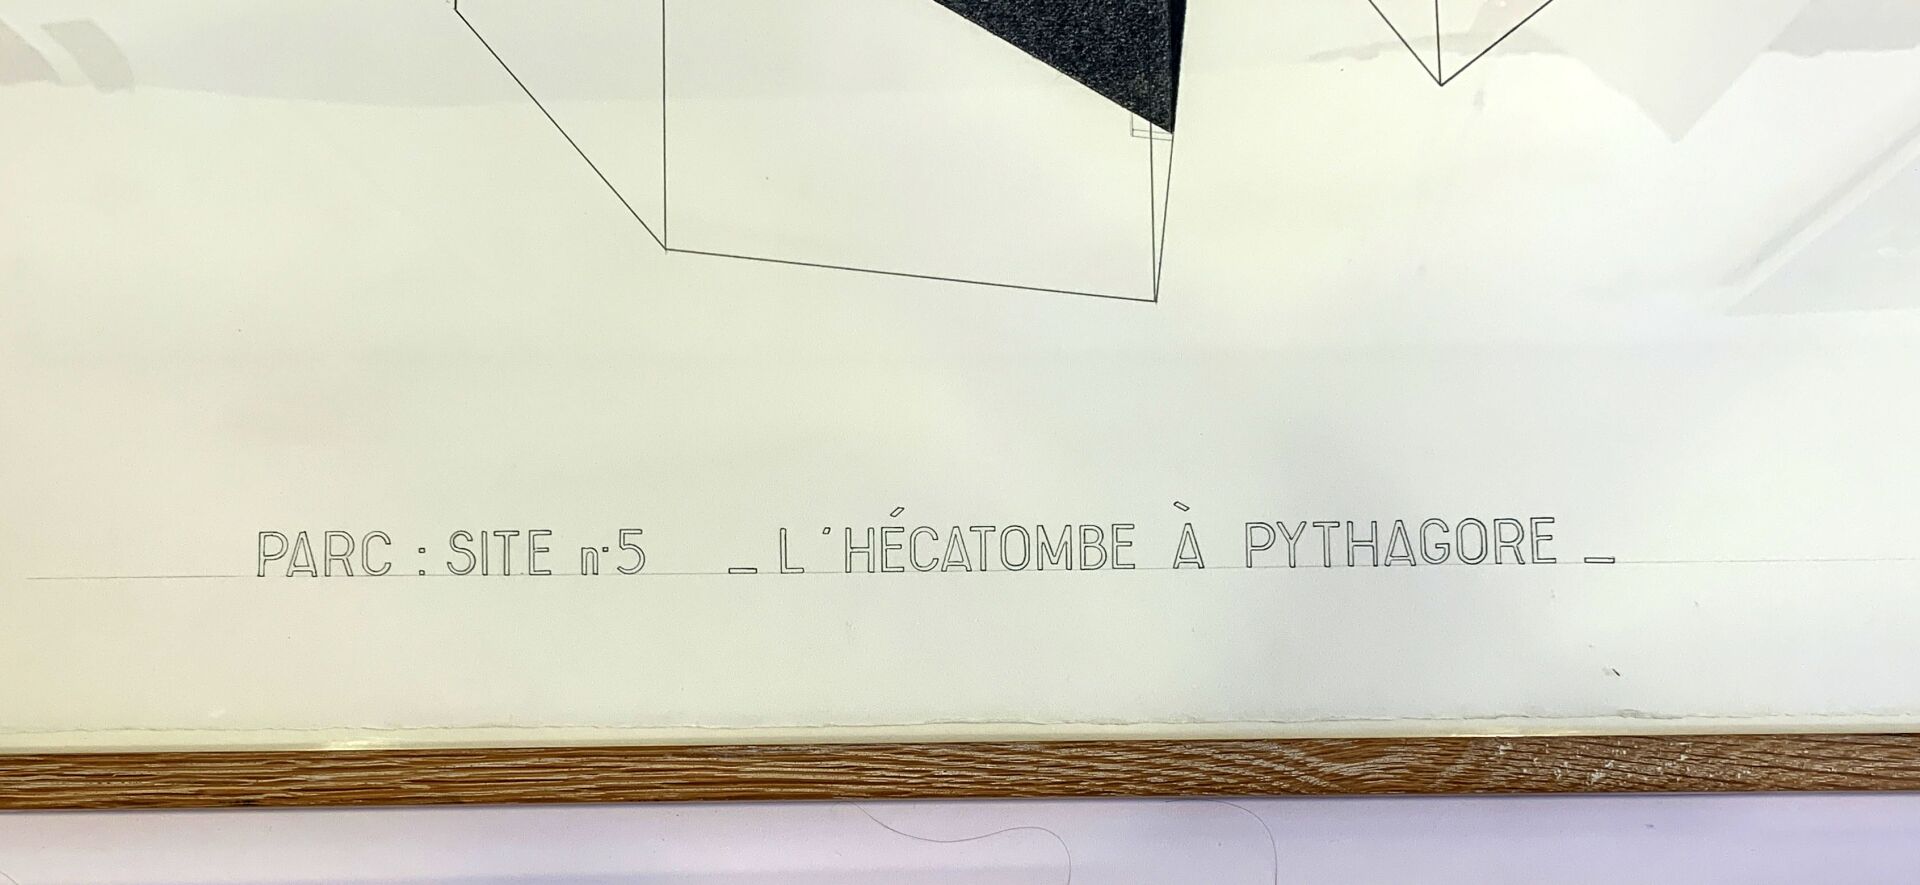 PARC : SITE n°5 _ L'HÉCATOMBE À PYTHAGORE _